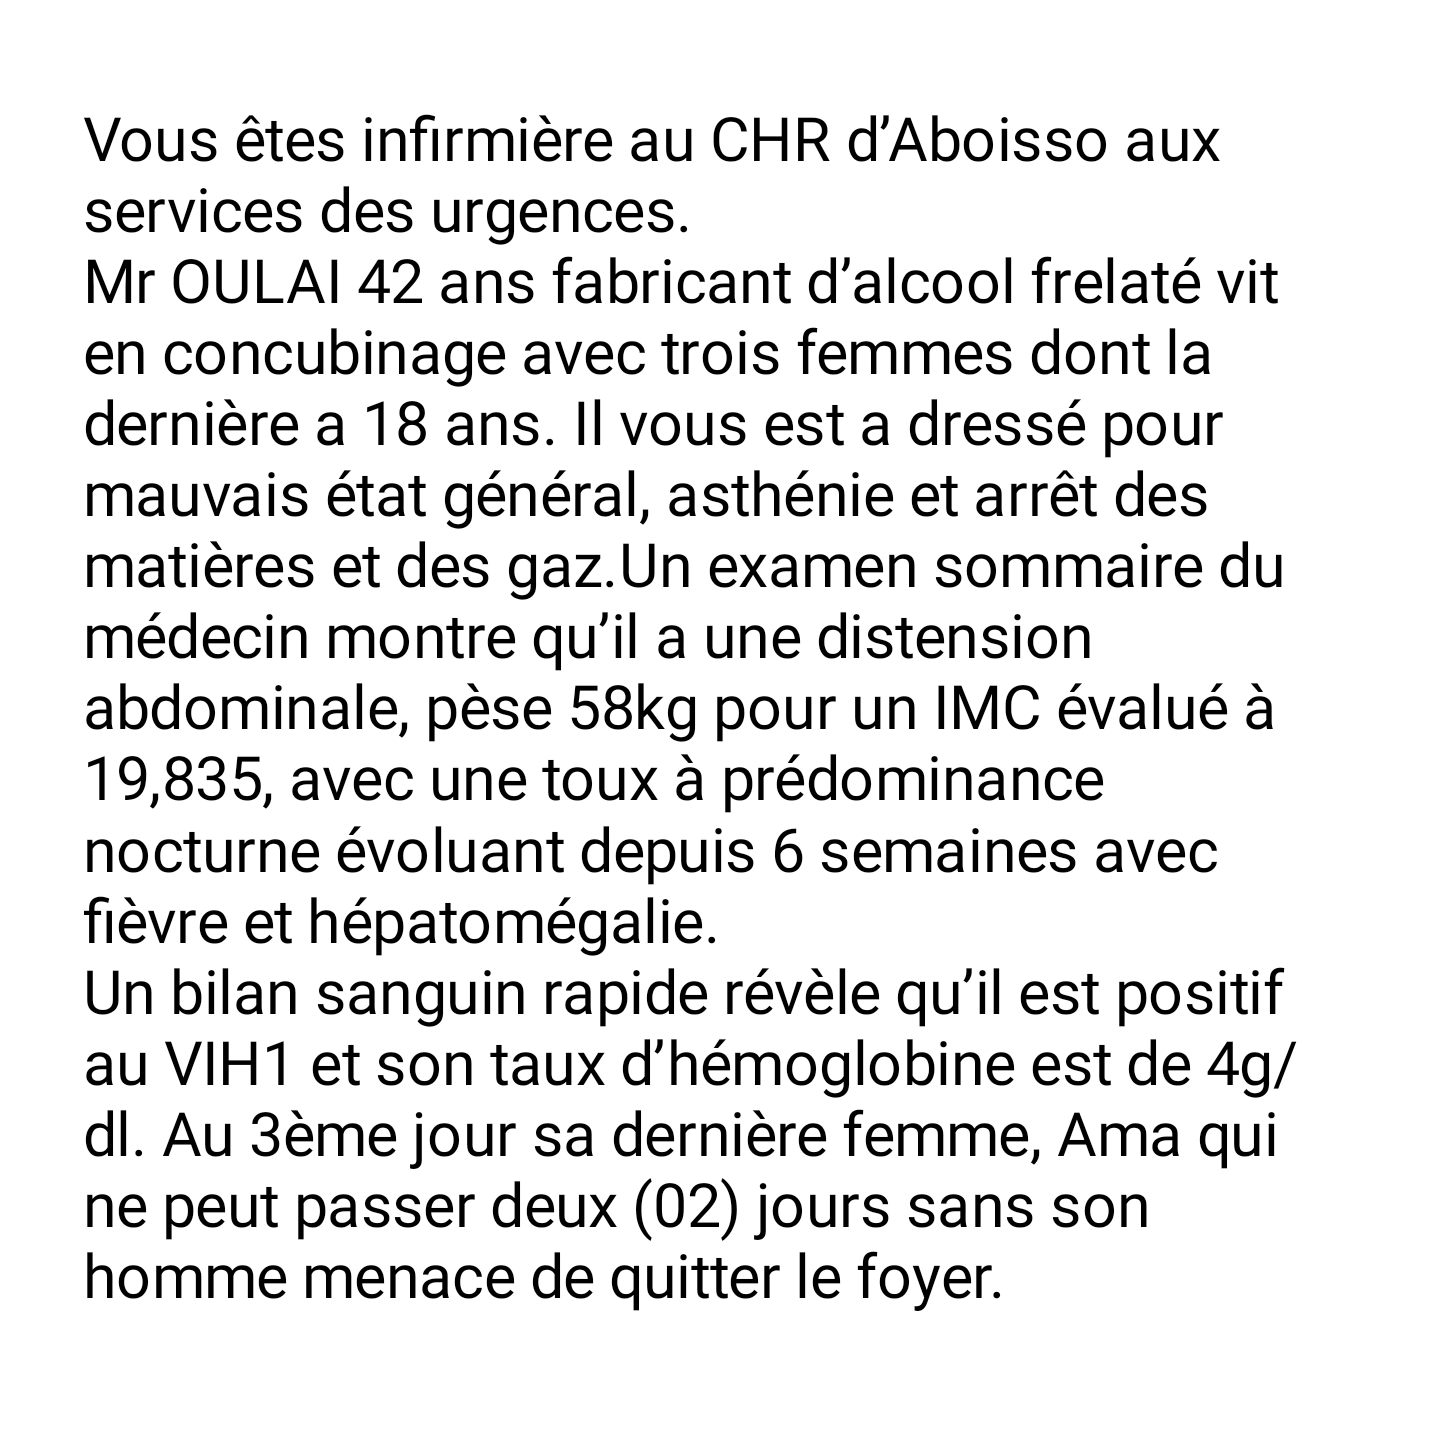 Vous êtes infirmière au CHR d’Aboisso aux
services des urgences.
Mr OULAI 42 ans fabricant d’alcool frelaté vit
en concubinage avec trois femmes dont la
dernière a 18 ans. Il vous est a dressé pour
mauvais état général, asthénie et arrêt des
matières et des gaz.Un examen sommaire du
médecin montre qu’il a une distension
abdominale, pèse 58kg pour un IMC évalué à
19,835, avec une toux à prédominance
nocturne évoluant depuis 6 semaines avec
fièvre et hépatomégalie.
Un bilan sanguin rapide révèle qu’il est positif
au VIH1 et son taux d’hémoglobine est de 4g/
dl. Au 3ème jour sa dernière femme, Ama qui
ne peut passer deux (02) jours sans son
homme menace de quitter le foyer.